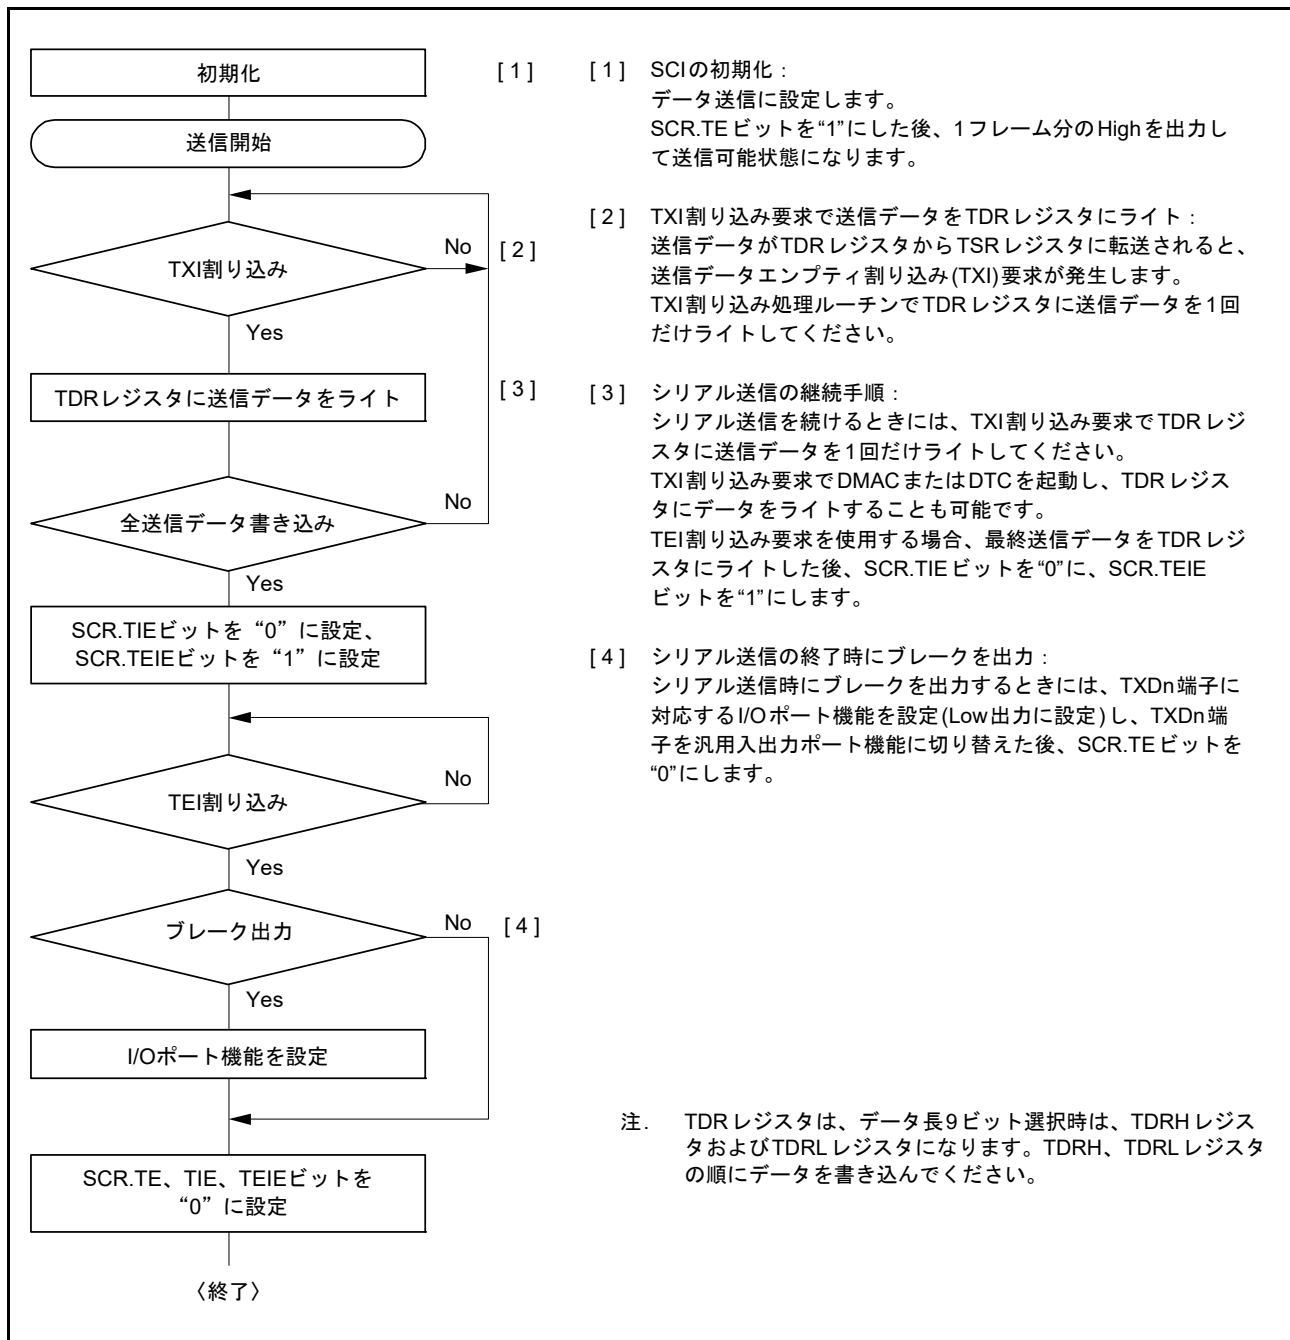 初期化
[ 1 ]
送信開始
TXI割り込み
No
[ 2 ]
Yes
TDRレジスタに送信データをライト
[ 3 ]
全送信データ書き込み
No
Yes
SCR.TIEビットを“0”に設定、
SCR.TEIEビットを“1”に設定
TEI割り込み
No
Yes
ブレーク出力
No
[ 4 ]
Yes
I/Oポート機能を設定
SCR.TE、TIE、TEIEビットを
“0”に設定
〈終了〉
[ 1 ] SCIの初期化:
データ送信に設定します。
SCR.TEビットを“1”にした後、1フレーム分のHighを出力し
て送信可能状態になります。
[ 2 ] TXI割り込み要求で送信データをTDRレジスタにライト:
送信データがTDRレジスタからTSRレジスタに転送されると、
送信データエンプティ割り込み(TXI)要求が発生します。
TXI割り込み処理ルーチンでTDRレジスタに送信データを1回
だけライトしてください。
[ 3 ] シリアル送信の継続手順:
シリアル送信を続けるときには、TXI割り込み要求でTDRレジ
スタに送信データを1回だけライトしてください。
TXI割り込み要求でDMACまたはDTCを起動し、TDRレジス
タにデータをライトすることも可能です。
TEI割り込み要求を使用する場合、最終送信データをTDRレジ
スタにライトした後、SCR.TIEビットを“0”に、SCR.TEIE
ビットを“1”にします。
[ 4 ] シリアル送信の終了時にブレークを出力:
シリアル送信時にブレークを出力するときには、TXDn端子に
対応するI/Oポート機能を設定(Low出力に設定)し、TXDn端
子を汎用入出力ポート機能に切り替えた後、SCR.TEビットを
“0”にします。
注. TDRレジスタは、データ長9ビット選択時は、TDRHレジス
タおよびTDRLレジスタになります。TDRH、TDRLレジスタ
の順にデータを書き込んでください。